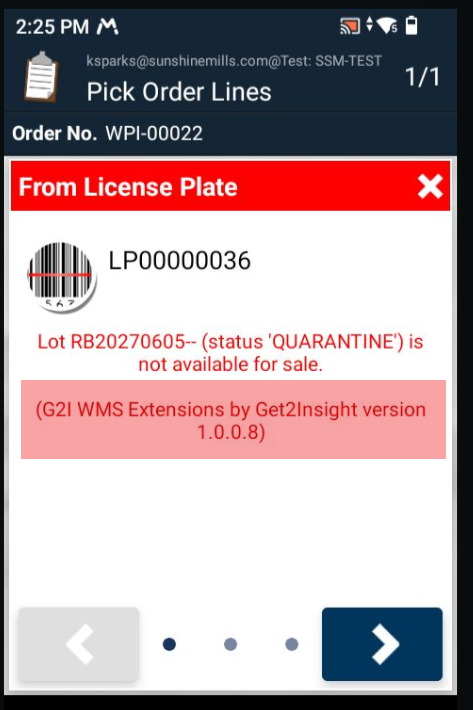 2:25 PM
ksparks@sunshinemills.com@Test: SSM-TEST
Pick Order Lines
1/1
Order No. WPI-00022
From License Plate
LP00000036
567
Lot RB20270605-- (status 'QUARANTINE') is
not available for sale.
(G2I WMS Extensions by Get2Insight version
1.0.0.8)